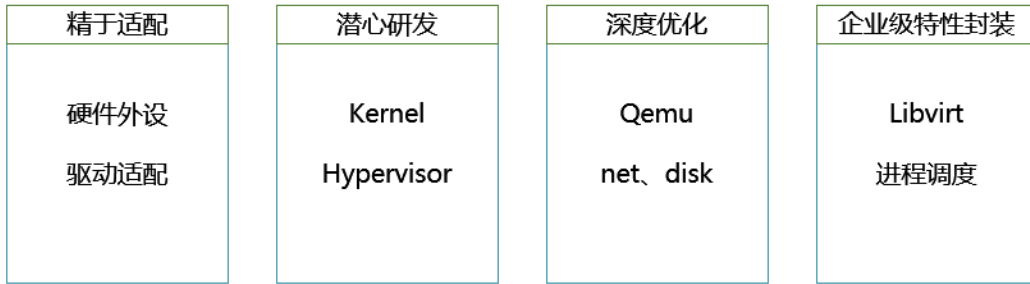 精于适配
硬件外设
驱动适配
潜心研发
Kernel
Hypervisor
深度优化
Qemu
net、disk
企业级特性封装
Libvirt
进程调度